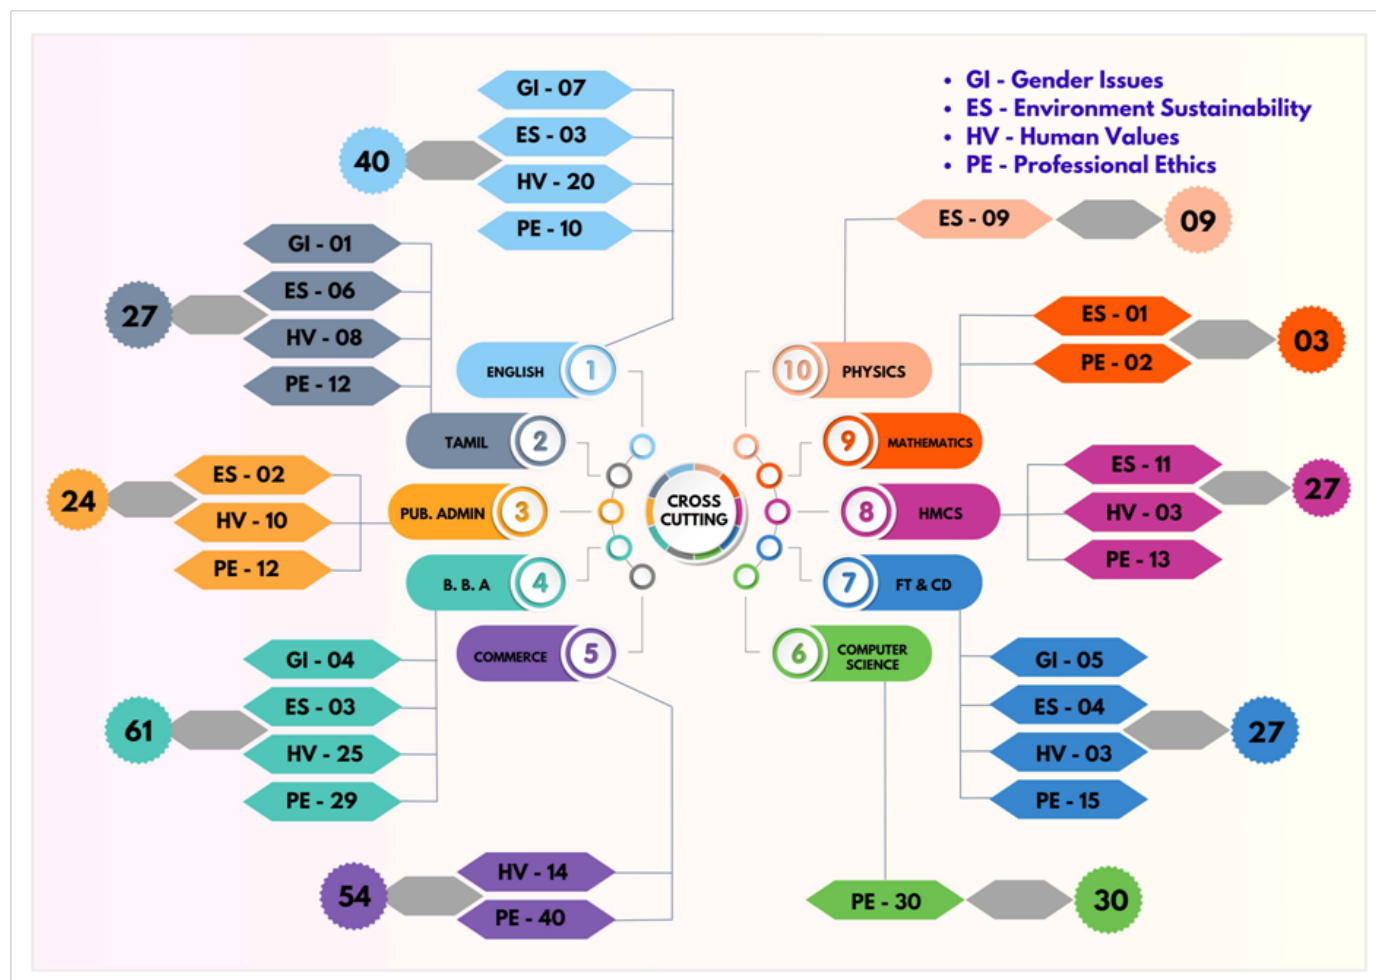 GI - 07
ES - 03
HV - 20
PE - 10
40
• GI - Gender Issues
• ES - Environment Sustainability
• HV - Human Values
• PE - Professional Ethics
ES - 09
09
GI - 01
ES - 06
HV - 08
PE - 12
27
ES - 01
PE - 02
03
ENGLISH 1
10 PHYSICS
TAMIL 2
9 MATHEMATICS
ES - 02
HV - 10
PE - 12
24
PUB. ADMIN 3
CROSS
CUTTING
8 HMCS
ES - 11
HV - 03
PE - 13
27
B. B. A 4
7 FT & CD
COMMERCE 5
6 COMPUTER
SCIENCE
GI - 04
ES - 03
HV - 25
PE - 29
61
GI - 05
ES - 04
HV - 03
PE - 15
27
HV - 14
PE - 40
54
PE - 30
30